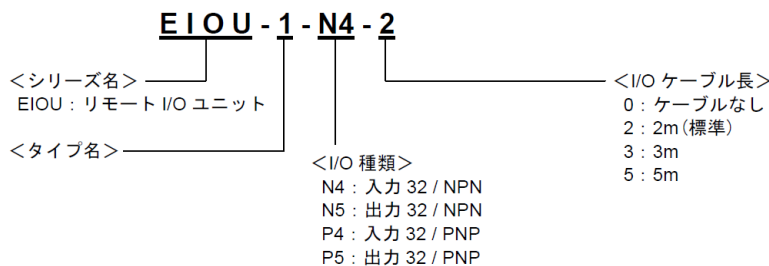 EIOU-1-N4-2
＜シリーズ名＞
EIOU：リモート I/O ユニット
＜タイプ名＞
＜I/O 種類＞
N4：入力 32 / NPN
N5：出力 32 / NPN
P4：入力 32 / PNP
P5：出力 32 / PNP
＜I/O ケーブル長＞
0：ケーブルなし
2：2m（標準）
3：3m
5：5m